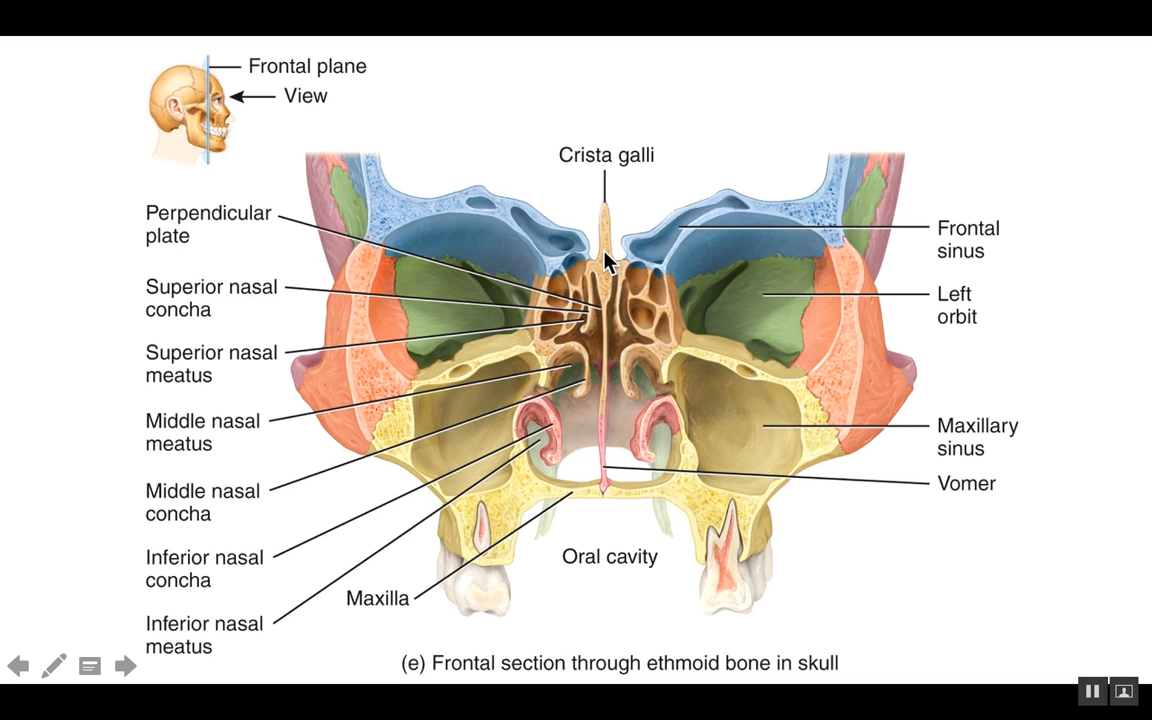 Frontal plane
View
Crista galli
Perpendicular
plate
Superior nasal
concha
Superior nasal
meatus
Middle nasal
meatus
Middle nasal
concha
Inferior nasal
concha
Inferior nasal
meatus
Maxilla
Oral cavity
Frontal
sinus
Left
orbit
Maxillary
sinus
Vomer
(e) Frontal section through ethmoid bone in skull